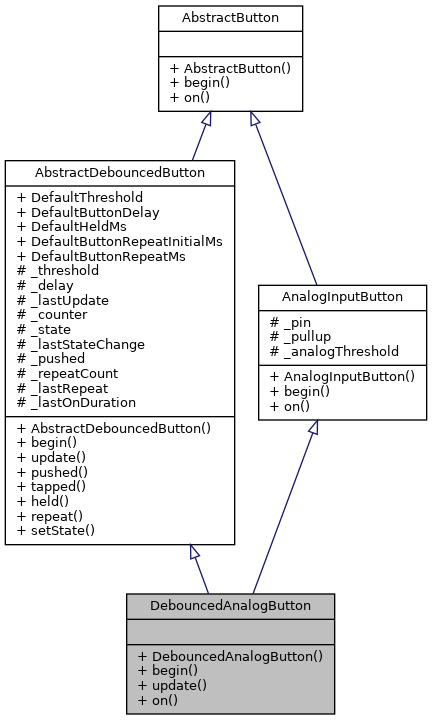 AbstractButton
+ AbstractButton()
+ begin()
+ on()
AbstractDebouncedButton
+ DefaultThreshold
+ DefaultButtonDelay
+ DefaultHeldMs
+ DefaultButtonRepeatInitialMs
+ DefaultButtonRepeatMs
# _threshold
# _delay
# _lastUpdate
# _counter
# _state
# _lastStateChange
# _pushed
# _repeatCount
# _lastRepeat
# _lastOnDuration
+ AbstractDebouncedButton()
+ begin()
+ update()
+ pushed()
+ tapped()
+ held()
+ repeat()
+ setState()
AnalogInputButton
# _pin
# _pullup
# _analogThreshold
+ AnalogInputButton()
+ begin()
+ on()
DebouncedAnalogButton
+ DebouncedAnalogButton()
+ begin()
+ update()
+ on()